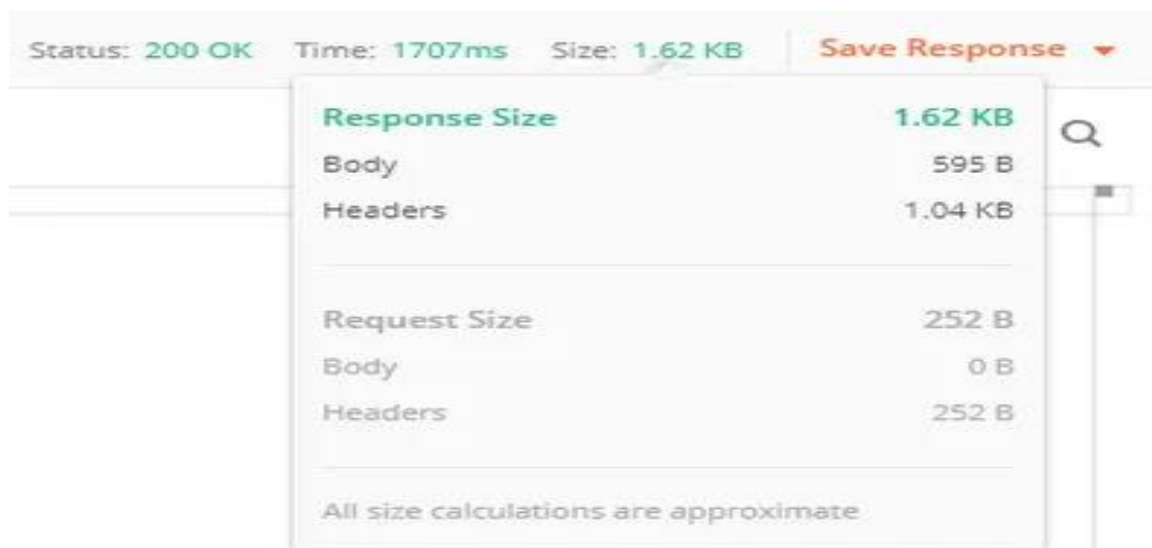 Status: 200 OK Time: 1707ms Size: 1.62 KB Save Response
Response Size 1.62 KB
Body 595 B
Headers 1.04 KB
Request Size 252 B
Body 0 B
Headers 252 B
All size calculations are approximate